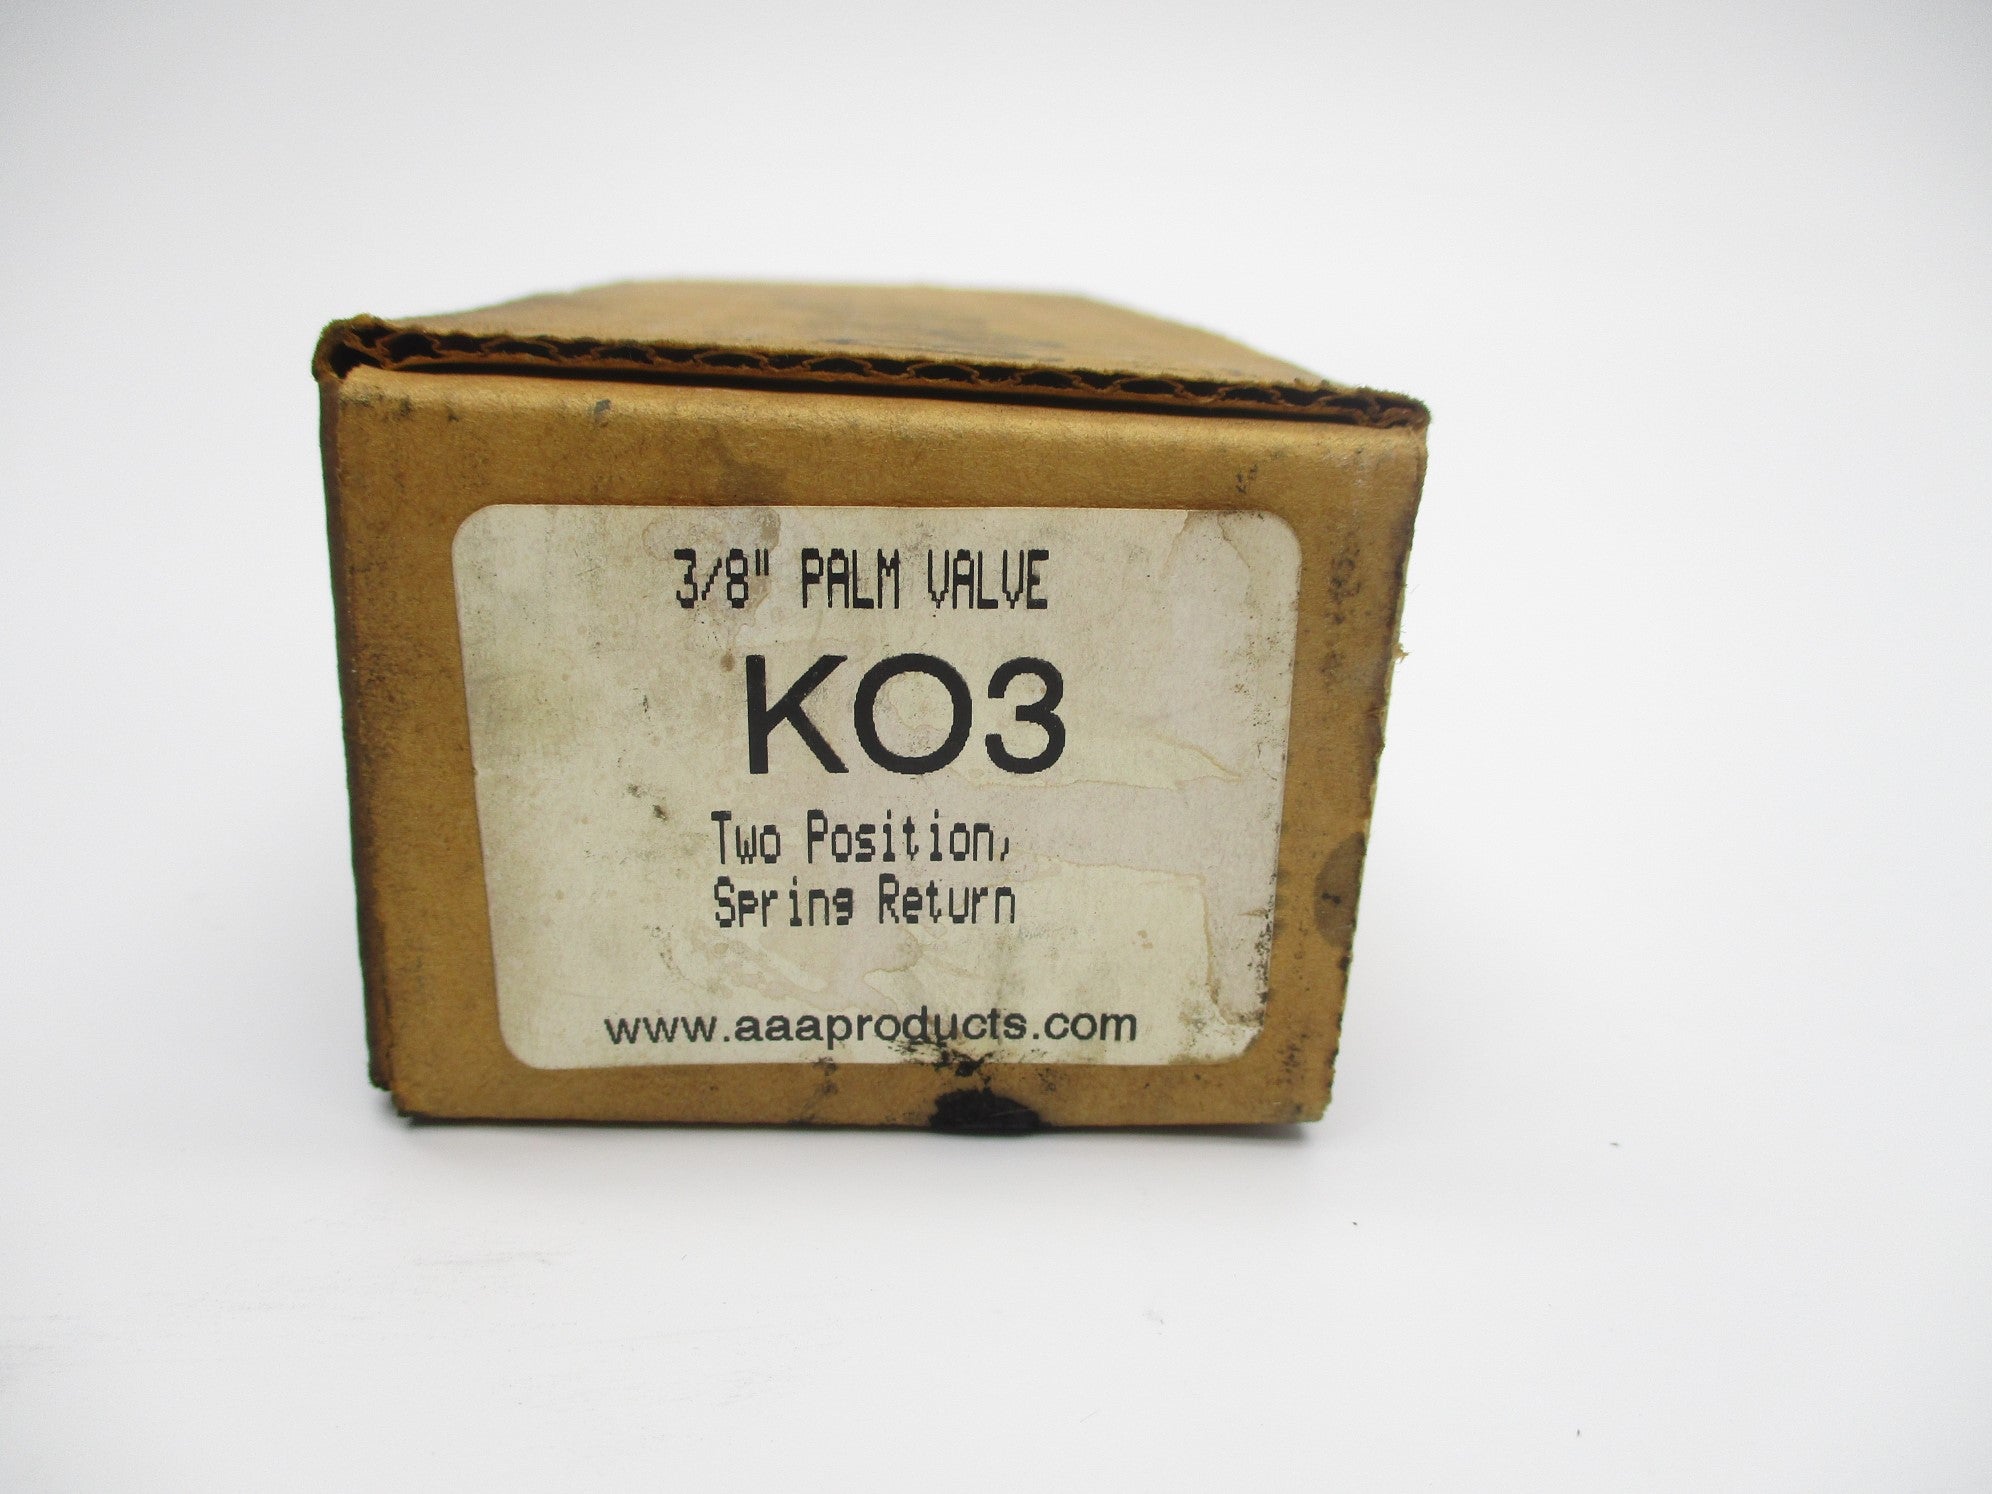 3/8" PALM VALVE
KO3
Two Position,
Spring Return
www.aaaproducts.com